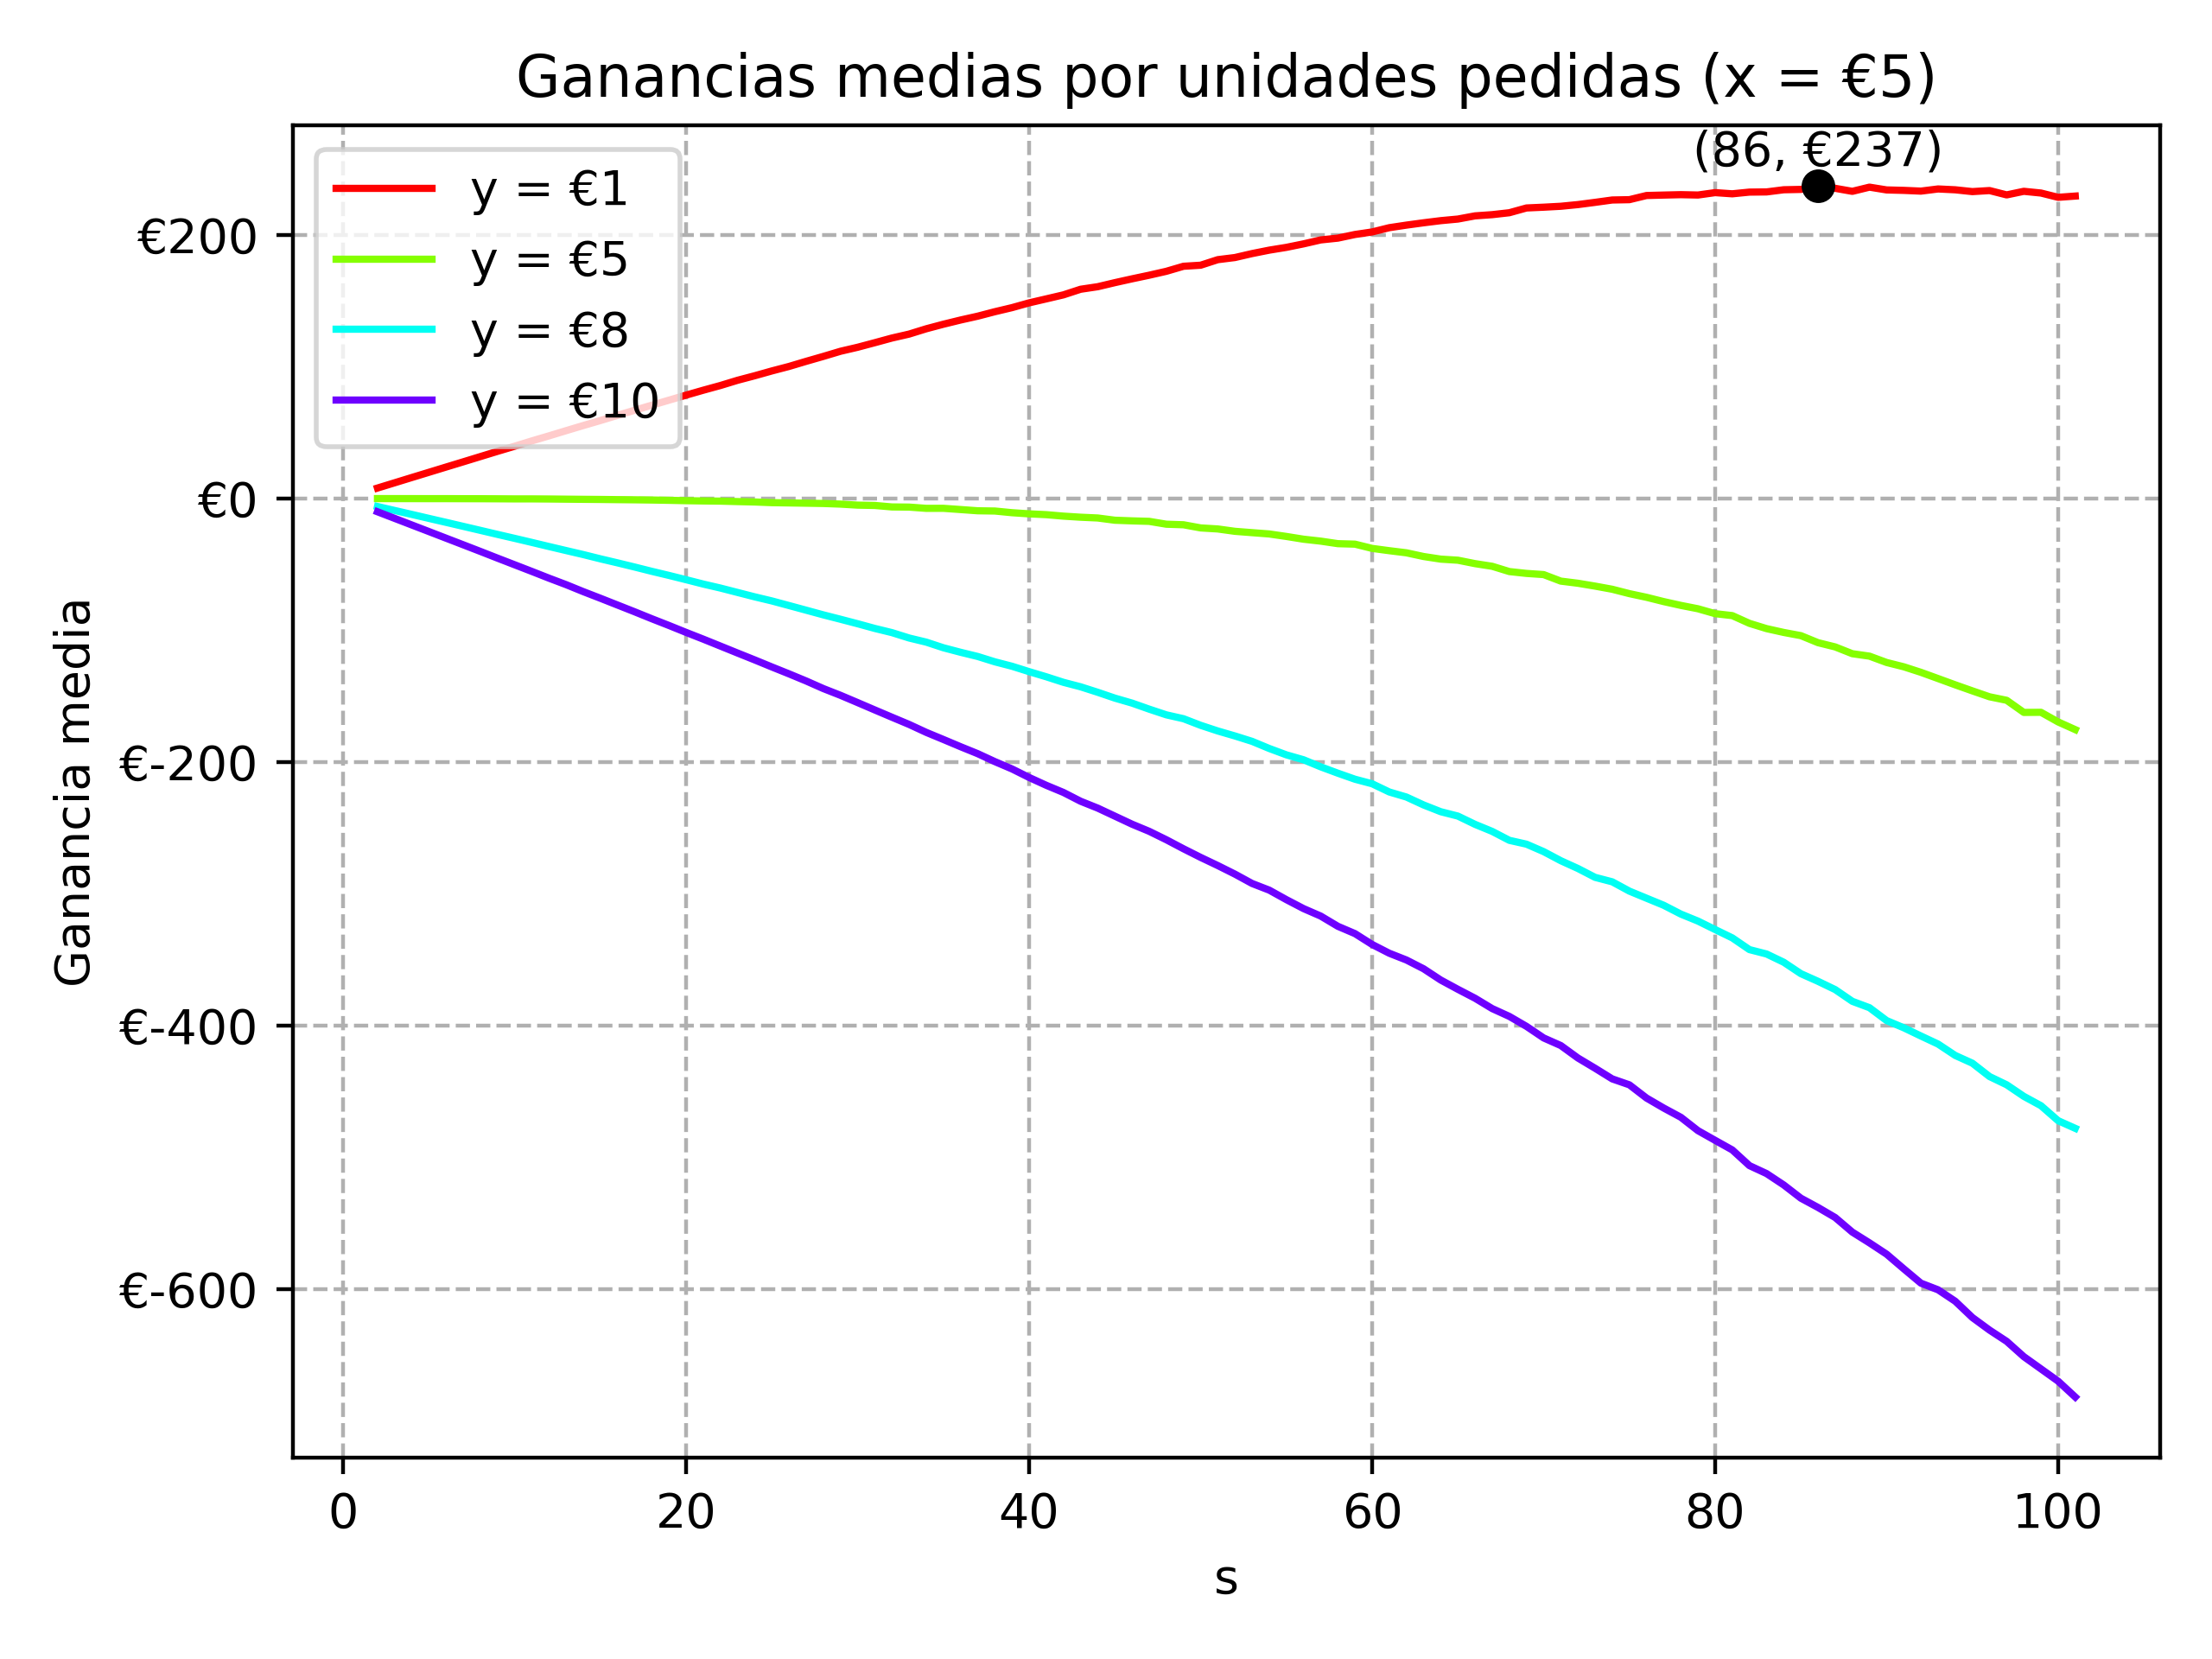 Ganancias medias por unidades pedidas (x = €5)
(86, €237)
y = €1
y = €5
y = €8
y = €10
€200
€0
€-200
€-400
€-600
Ganancia media
0 20 40 60 80 100
s